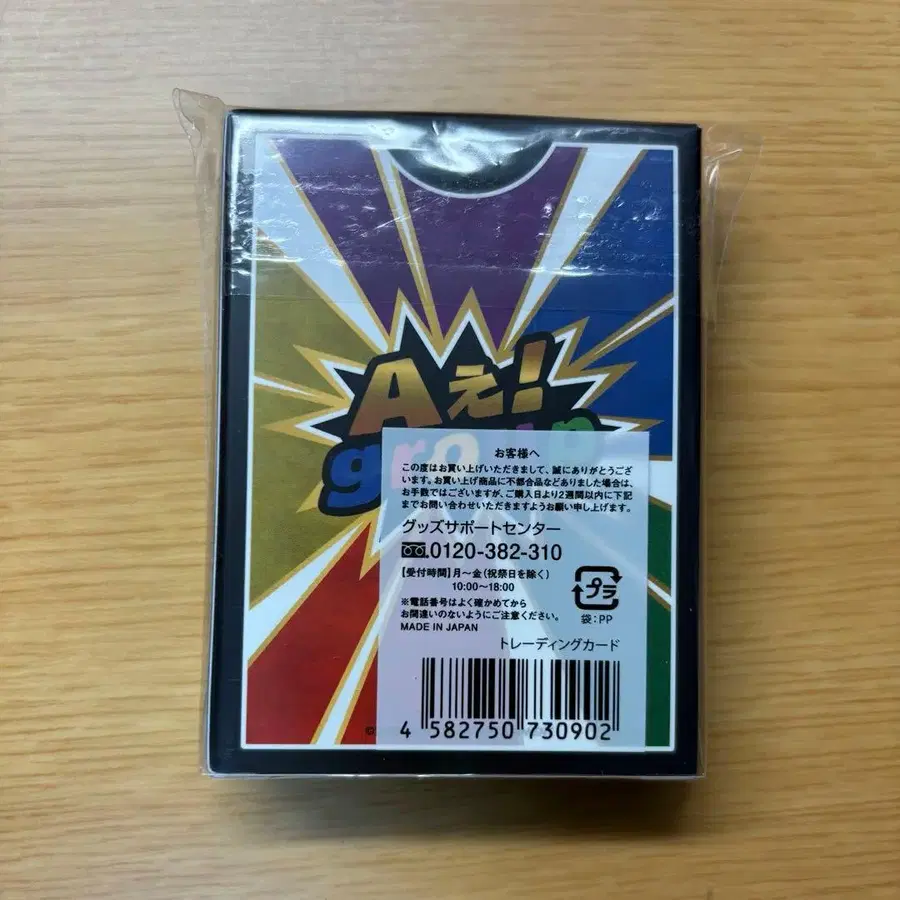 Aぇ!
group
お客様へ
この度はお買い上げいただきまして、誠にありがとうござ
います。お買い上げ商品に不都合品などありました場合は、
お手数ではございますが、ご購入日より2週間以内に下記
までお問い合わせいただきますようお願い申し上げます。
グッズサポートセンター
0120-382-310
【受付時間】月〜金(祝祭日を除く)
10:00〜18:00
※電話番号はよく確かめてから
お間違いのないようにご注意ください。
MADE IN JAPAN
プラ
袋:PP
トレーディングカード
4 582750 730902